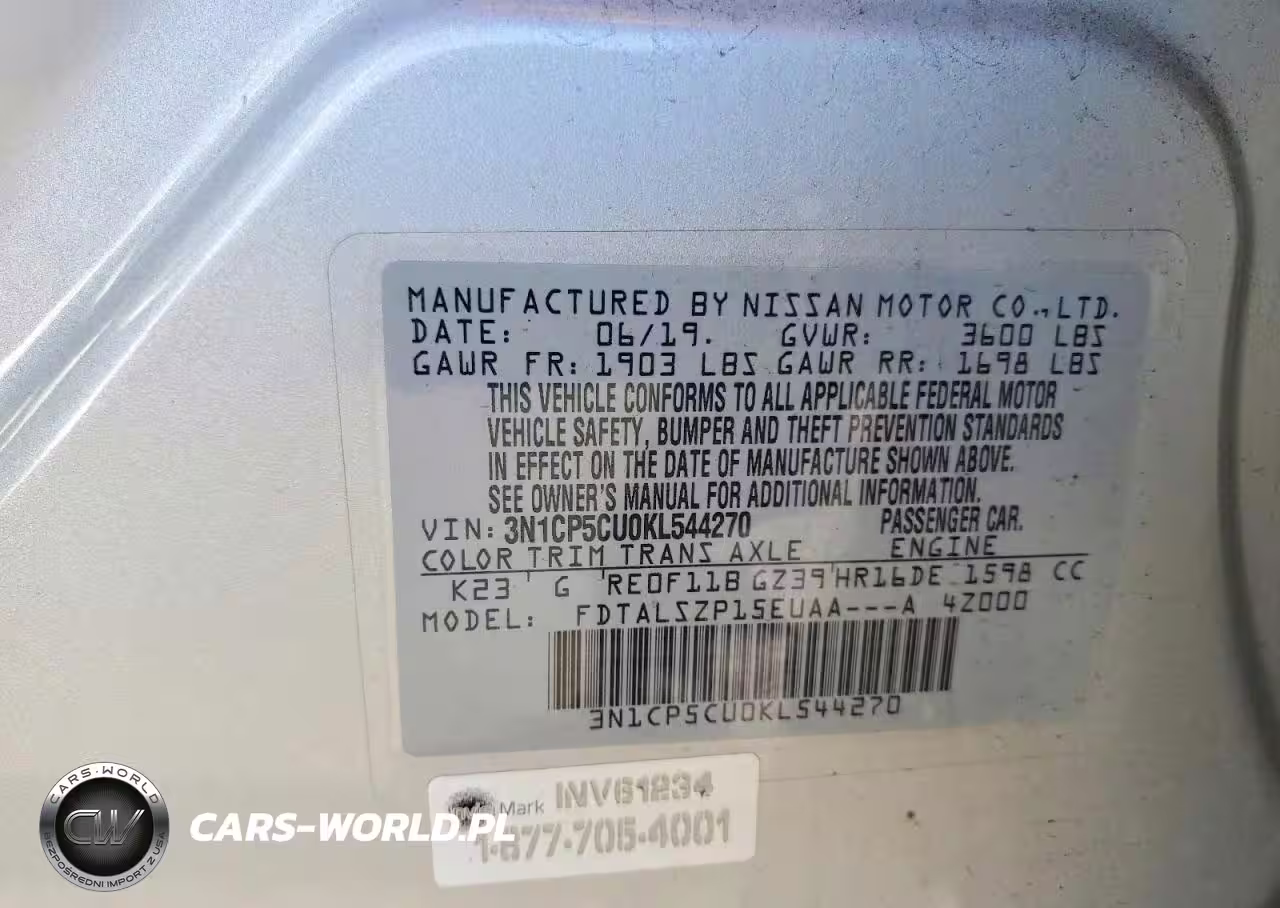 MANUFACTURED BY NISSAN MOTOR CO., LTD.
DATE: 06/19. GVWR: 3600 LBS
GAWR FR: 1903 LBS GAWR RR: 1698 LBS
THIS VEHICLE CONFORMS TO ALL APPLICABLE FEDERAL MOTOR
VEHICLE SAFETY, BUMPER AND THEFT PREVENTION STANDARDS
IN EFFECT ON THE DATE OF MANUFACTURE SHOWN ABOVE.
SEE OWNER'S MANUAL FOR ADDITIONAL INFORMATION.
VIN: 3N1CP5CU0KL544270 PASSENGER CAR.
COLOR TRIM TRANS AXLE ENGINE
K23 G RE0F11B GZ39 HR16DE 1598 CC
MODEL: FDTALSZP15EUAA---A 4Z000
3N1CP5CU0KL544270
Mark INV61234
1-877-705-4001
CARS-WORLD
CW
BEZPOŚREDNI IMPORT Z USA
CARS-WORLD.PL